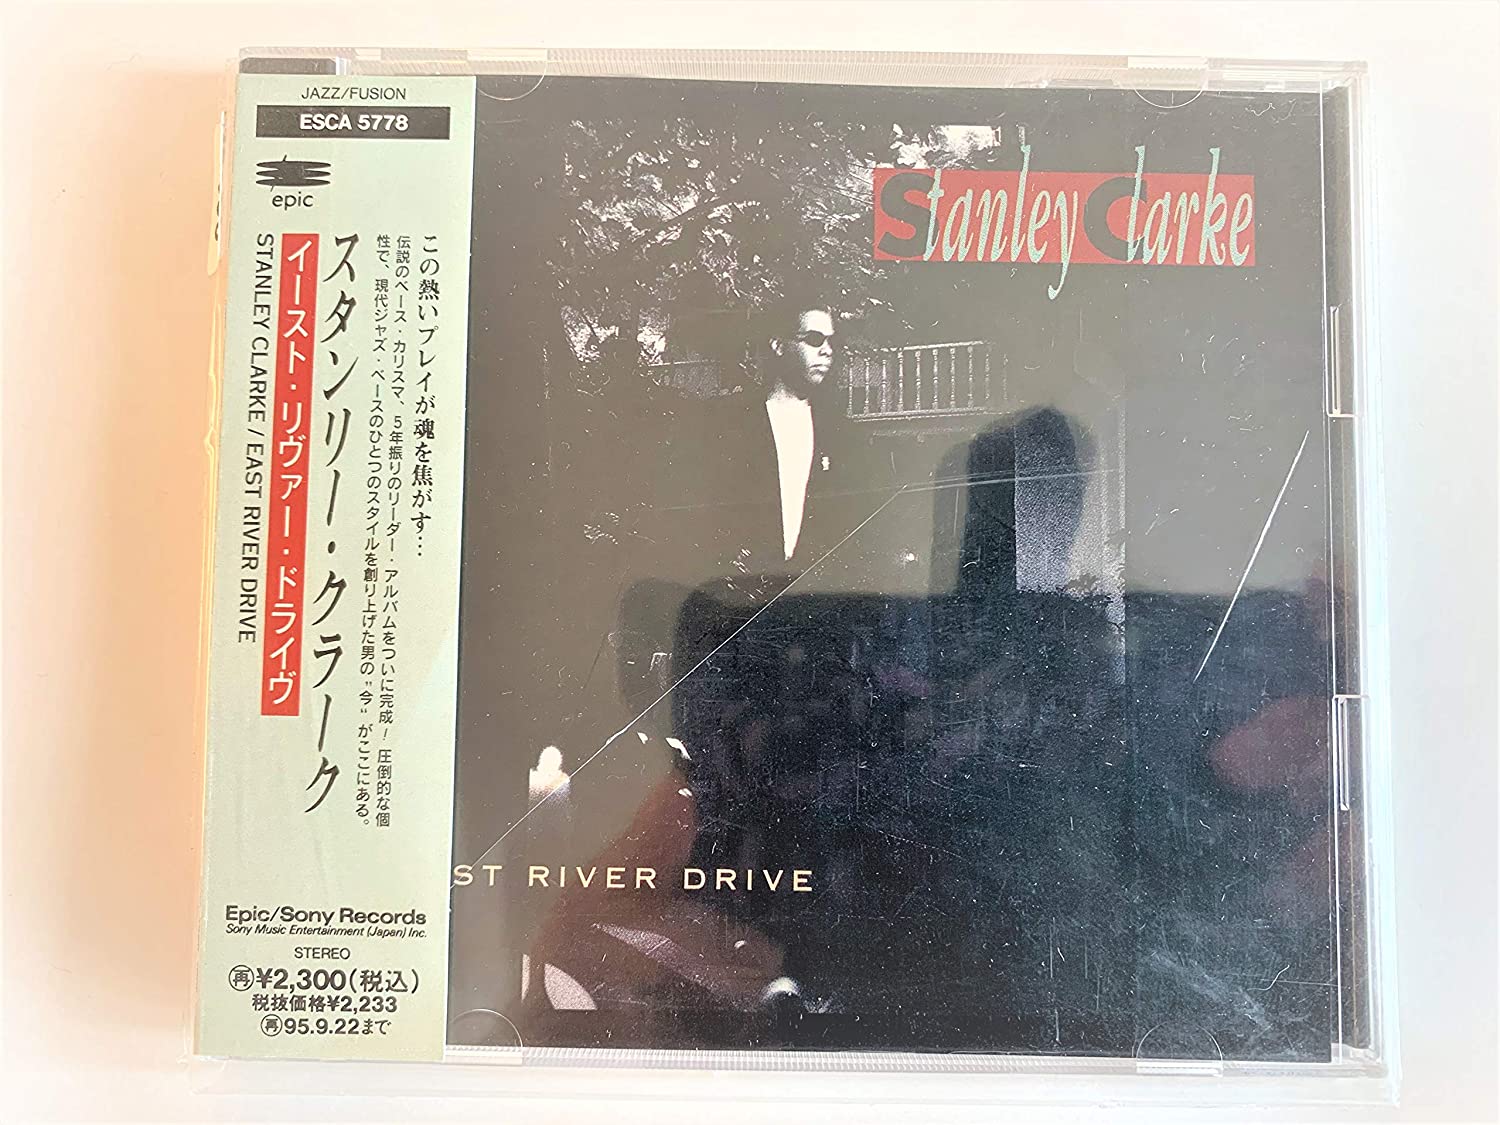 JAZZ/FUSION
ESCA 5778
epic
この熱いプレイが魂を焦がす…
伝説のベース・カリスマ、5年振りのリーダー・アルバムをついに完成！圧倒的な個
性で、現代ジャズ・ベースのひとつのスタイルを創り上げた男の〝今〟がここにある。
スタンリー・クラーク
イースト・リヴァー・ドライヴ
STANLEY CLARKE / EAST RIVER DRIVE
Epic/Sony Records
Sony Music Entertainment (Japan) Inc.
STEREO
再¥2,300(税込)
税抜価格¥2,233
再95.9.22まで
Stanley Clarke
ST RIVER DRIVE